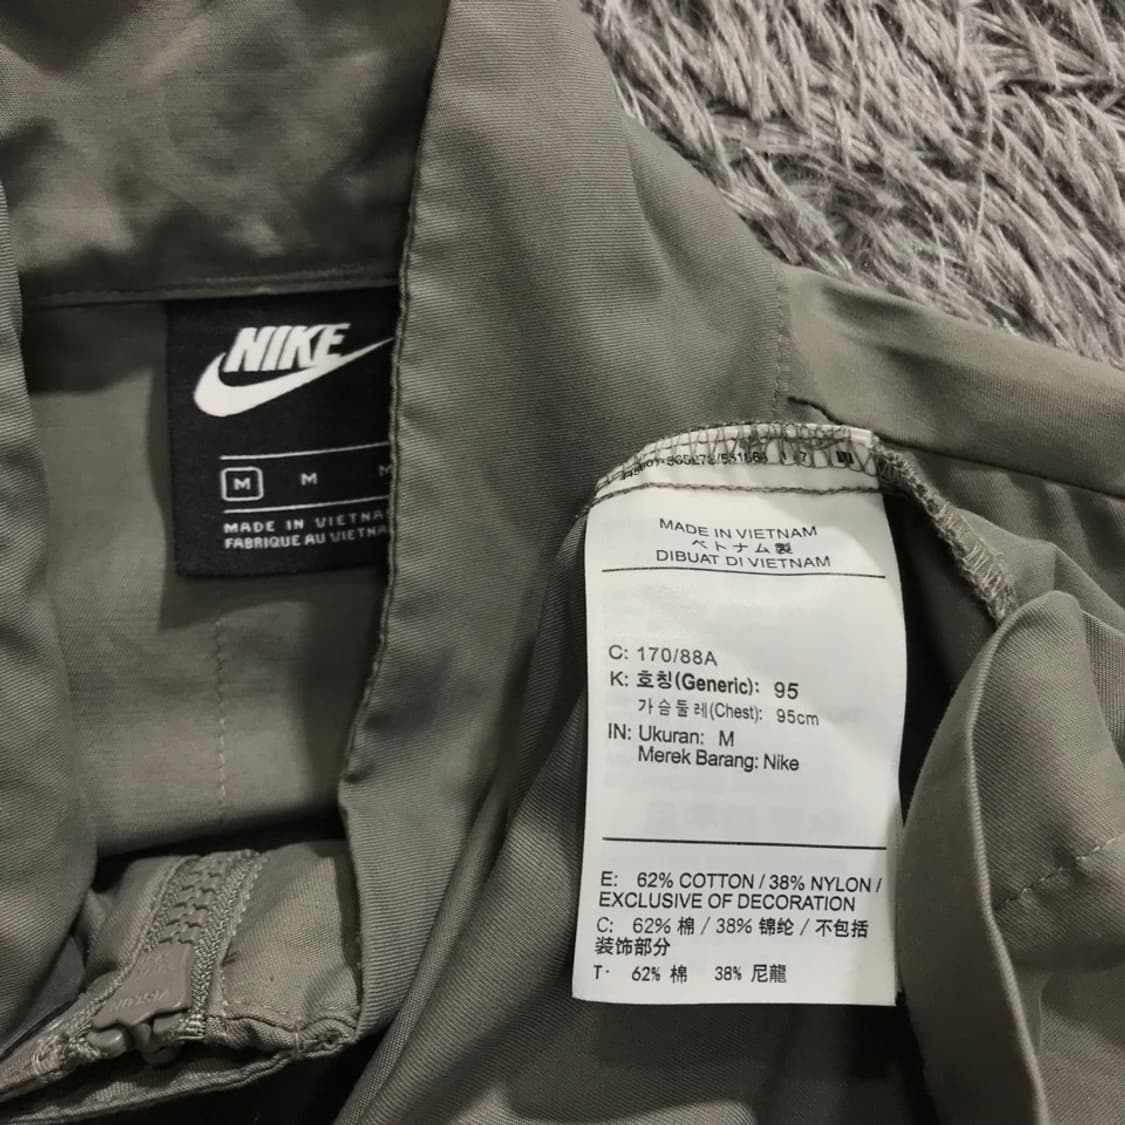 NIKE
M M M
MADE IN VIETNA
FABRIQUE AU VIETNA
MADE IN VIETNAM
ベトナム製
DIBUAT DI VIETNAM
C: 170/88A
K: 호칭(Generic): 95
가슴둘레(Chest): 95cm
IN: Ukuran: M
Merek Barang: Nike
E: 62% COTTON / 38% NYLON /
EXCLUSIVE OF DECORATION
C: 62% 棉 / 38% 锦纶 / 不包括
装饰部分
T: 62% 棉 38% 尼龍